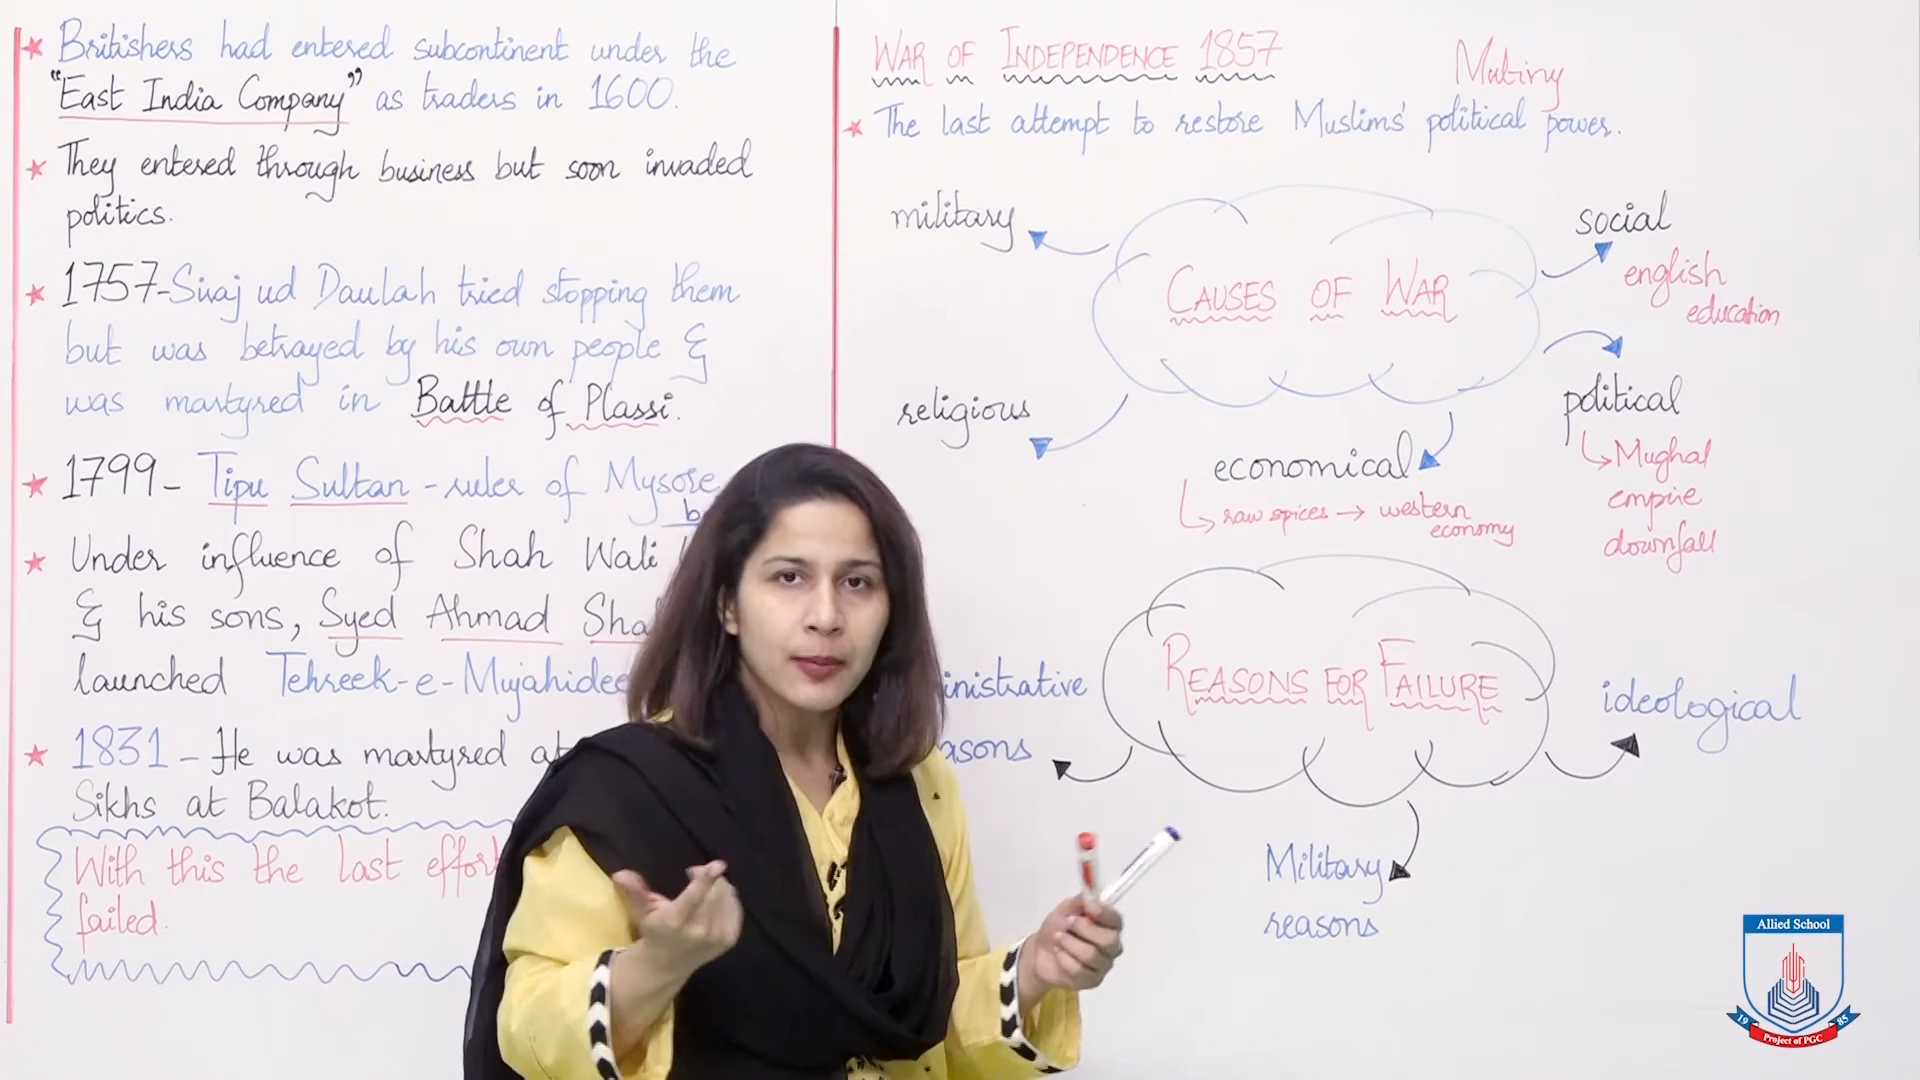 Britishers had entered subcontinent under the
"East India Company" as traders in 1600.
They entered through business but soon invaded
politics.
1757-Siraj ud Daulah tried stopping them
but was betrayed by his own people &
was martyred in Battle of Plassi.
1799- Tipu Sultan - ruler of Mysore
Under influence of Shah Wali
& his sons, Syed Ahmad
launched Tehreek-e-
1831 - He was martyred at
Sikhs at Balakot.
With this the last effort
failed.
WAR OF INDEPENDENCE 1857
Mutiny
The last attempt to restore Muslims' political power.
CAUSES OF WAR
military
social
english
education
religious
political
Mughal
empire
downfall
economical
raw spices → western
economy
REASONS FOR FAILURE
ideological
Military
reasons
Allied School
19 85
Project of PGC